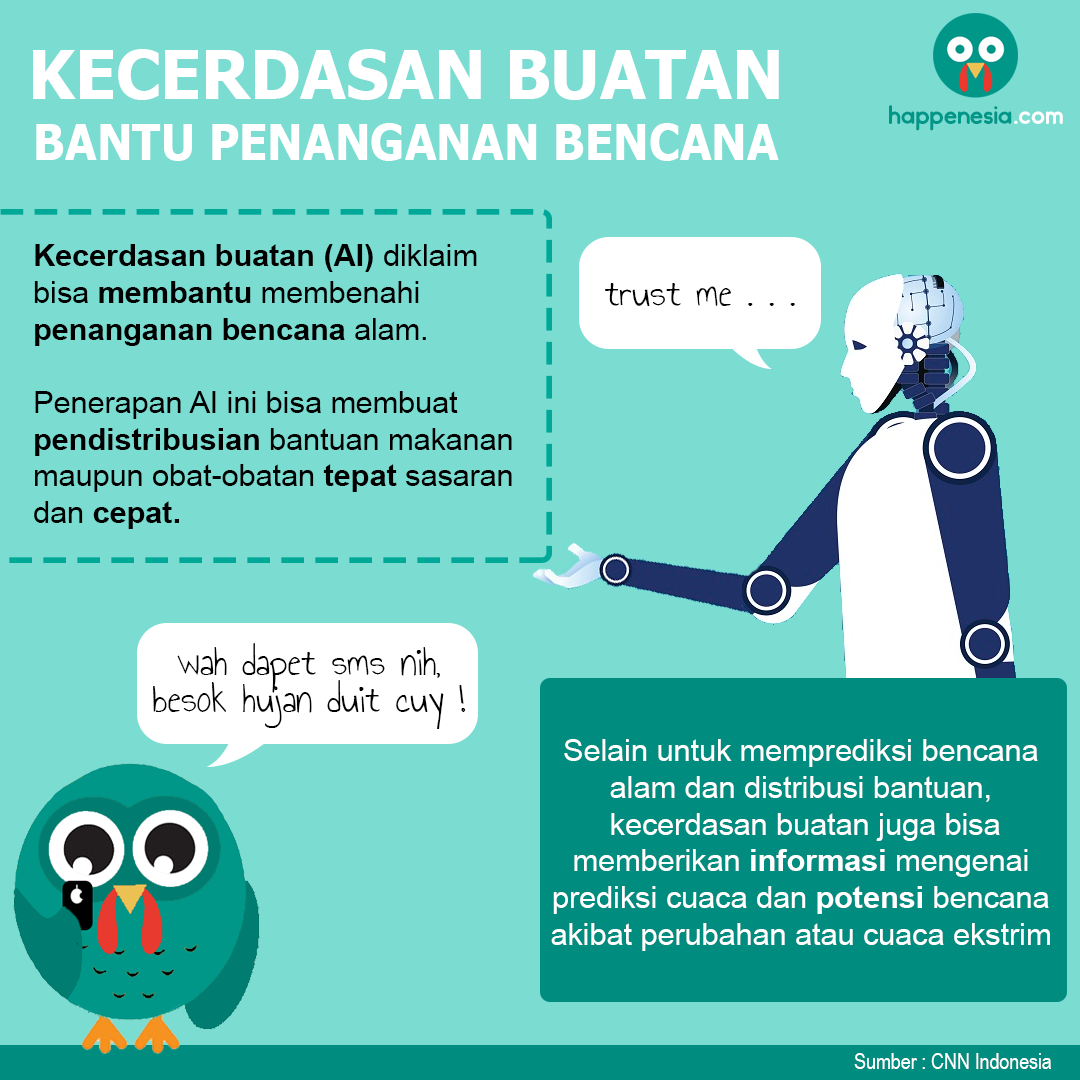 KECERDASAN BUATAN
BANTU PENANGANAN BENCANA
happenesia.com
Kecerdasan buatan (AI) diklaim
bisa membantu membenahi
penanganan bencana alam.
Penerapan AI ini bisa membuat
pendistribusian bantuan makanan
maupun obat-obatan tepat sasaran
dan cepat.
trust me . . .
wah dapet sms nih,
besok hujan duit cuy !
Selain untuk memprediksi bencana
alam dan distribusi bantuan,
kecerdasan buatan juga bisa
memberikan informasi mengenai
prediksi cuaca dan potensi bencana
akibat perubahan atau cuaca ekstrim
Sumber : CNN Indonesia